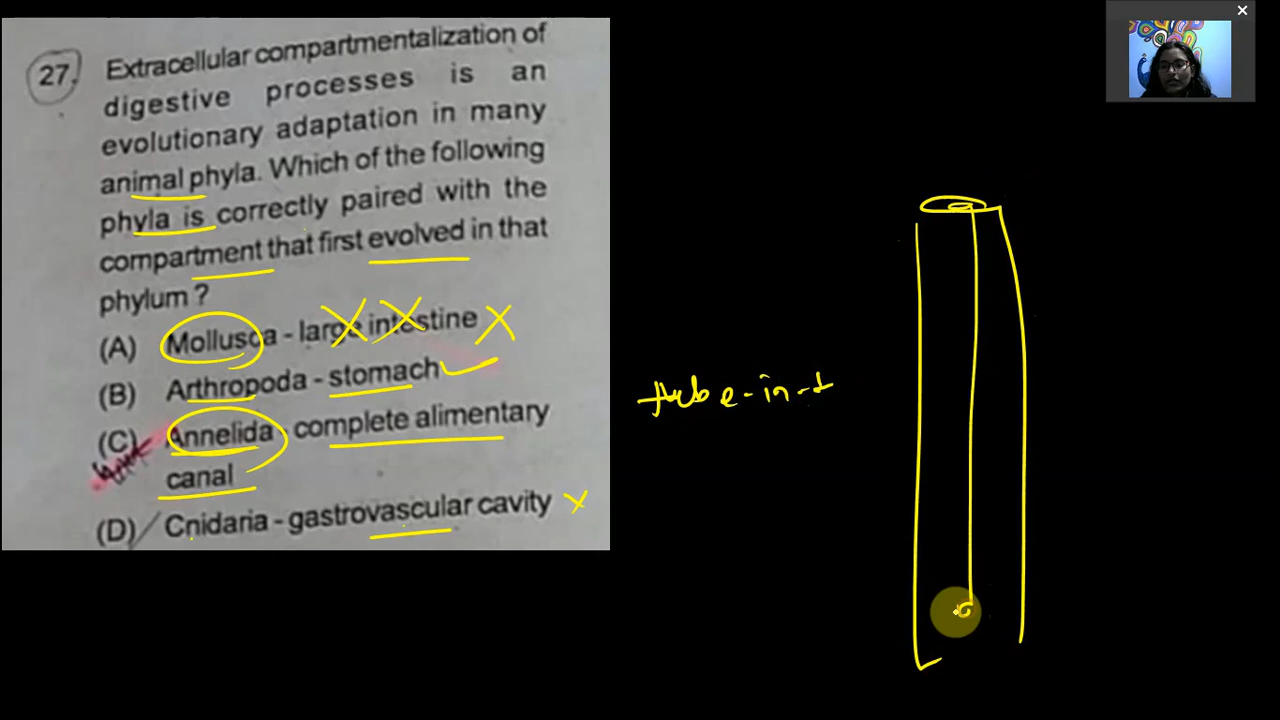 27. Extracellular compartmentalization of
digestive processes is an
evolutionary adaptation in many
animal phyla. Which of the following
phyla is correctly paired with the
compartment that first evolved in that
phylum ?
(A) Mollusca - large intestine
(B) Arthropoda - stomach
(C) Annelida - complete alimentary
canal
(D) Cnidaria - gastrovascular cavity
tube-in-t